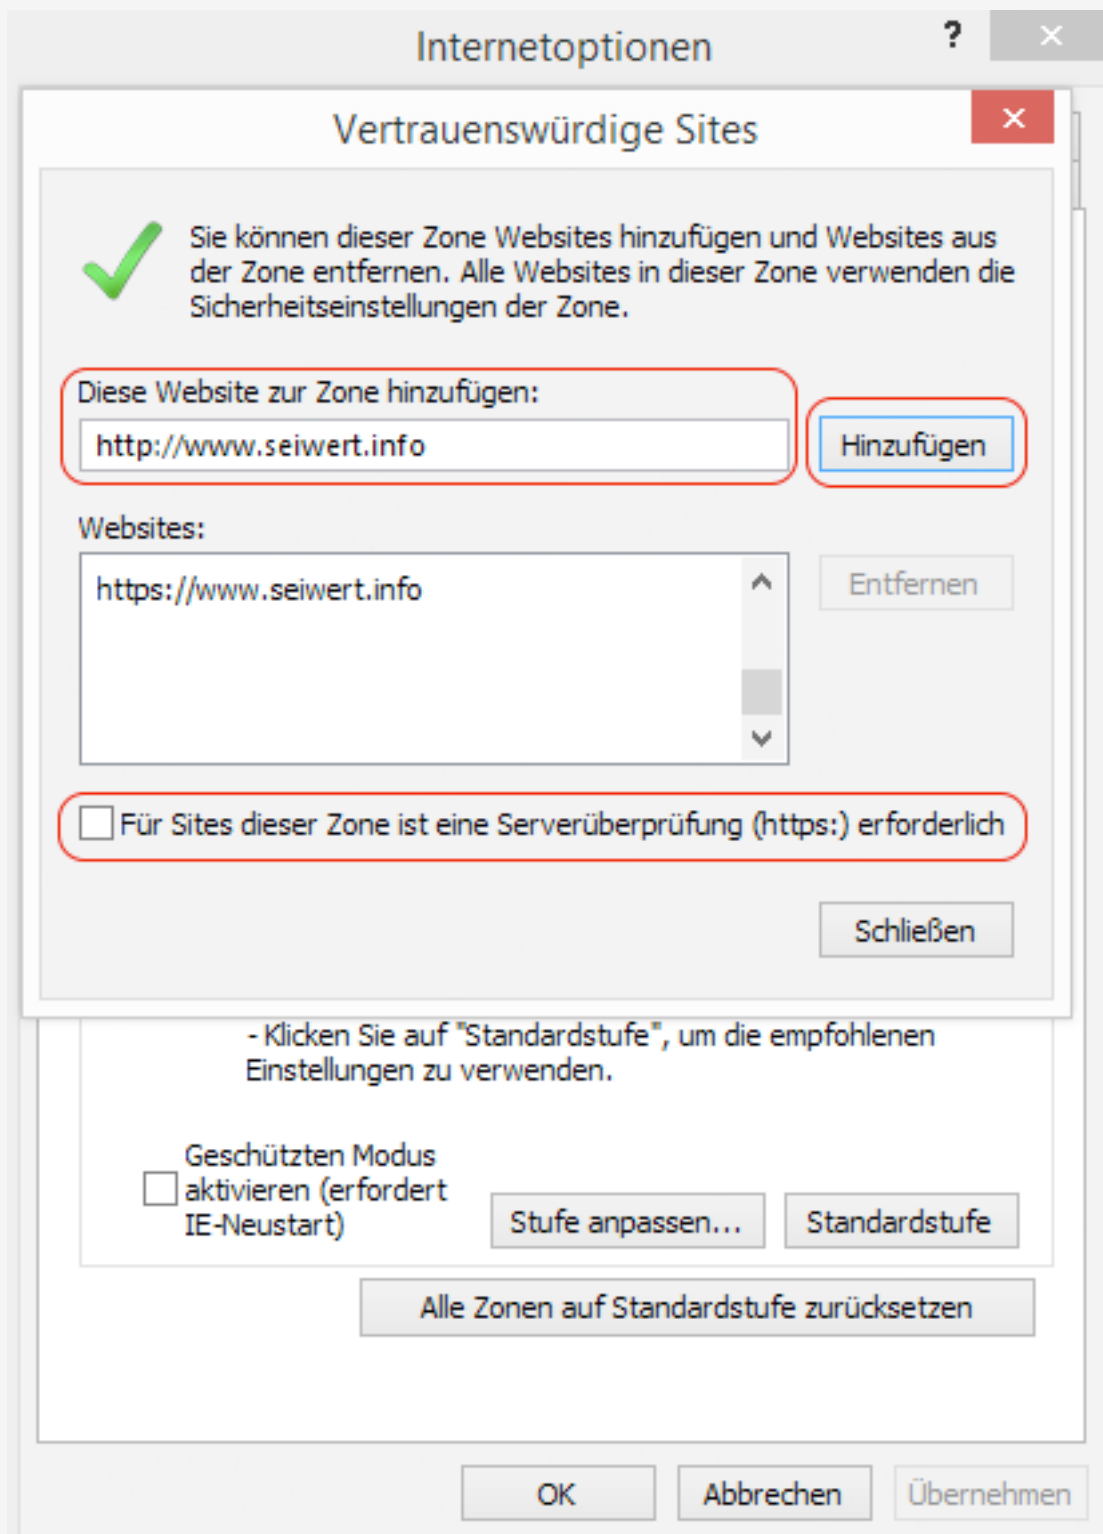 Internetoptionen
?
Vertrauenswürdige Sites
Sie können dieser Zone Websites hinzufügen und Websites aus
der Zone entfernen. Alle Websites in dieser Zone verwenden die
Sicherheitseinstellungen der Zone.
Diese Website zur Zone hinzufügen:
http://www.seiwert.info
Hinzufügen
Websites:
https://www.seiwert.info
Entfernen
Für Sites dieser Zone ist eine Serverüberprüfung (https:) erforderlich
Schließen
- Klicken Sie auf "Standardstufe", um die empfohlenen
Einstellungen zu verwenden.
Geschützten Modus
aktivieren (erfordert
IE-Neustart)
Stufe anpassen...
Standardstufe
Alle Zonen auf Standardstufe zurücksetzen
OK
Abbrechen
Übernehmen